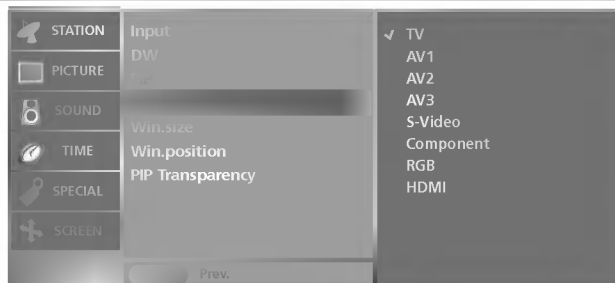 STATION
PICTURE
SOUND
TIME
SPECIAL
SCREEN
Input
DW
Win.size
Win.position
PIP Transparency
Prev.
✓ TV
AV1
AV2
AV3
S-Video
Component
RGB
HDMI